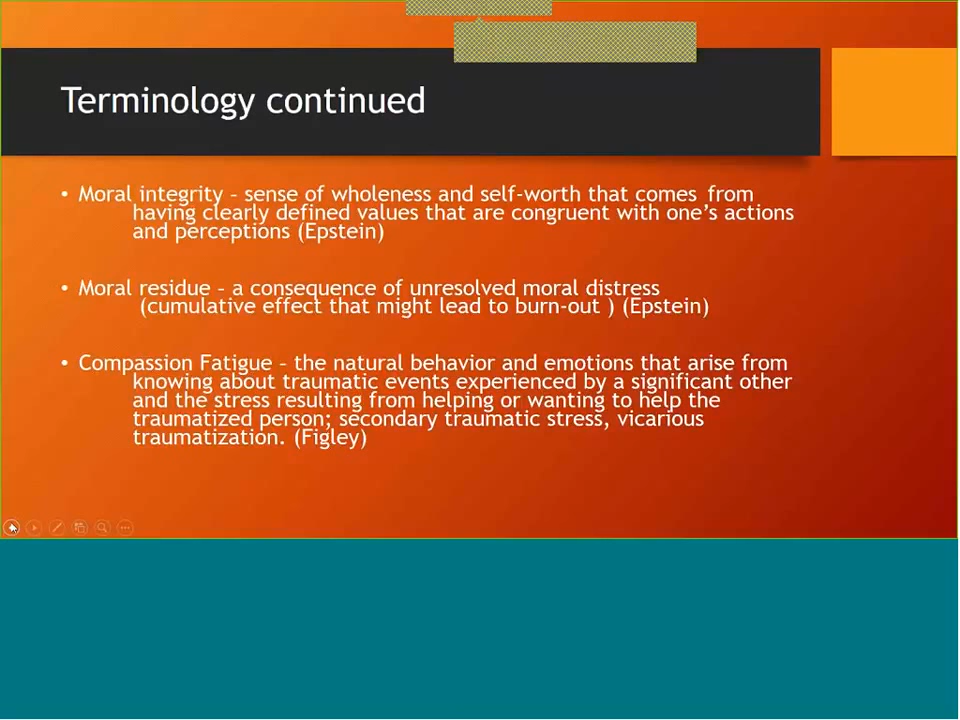 Terminology continued
• Moral integrity – sense of wholeness and self-worth that comes from
having clearly defined values that are congruent with one's actions
and perceptions (Epstein)
• Moral residue – a consequence of unresolved moral distress
(cumulative effect that might lead to burn-out ) (Epstein)
• Compassion Fatigue – the natural behavior and emotions that arise from
knowing about traumatic events experienced by a significant other
and the stress resulting from helping or wanting to help the
traumatized person; secondary traumatic stress, vicarious
traumatization. (Figley)